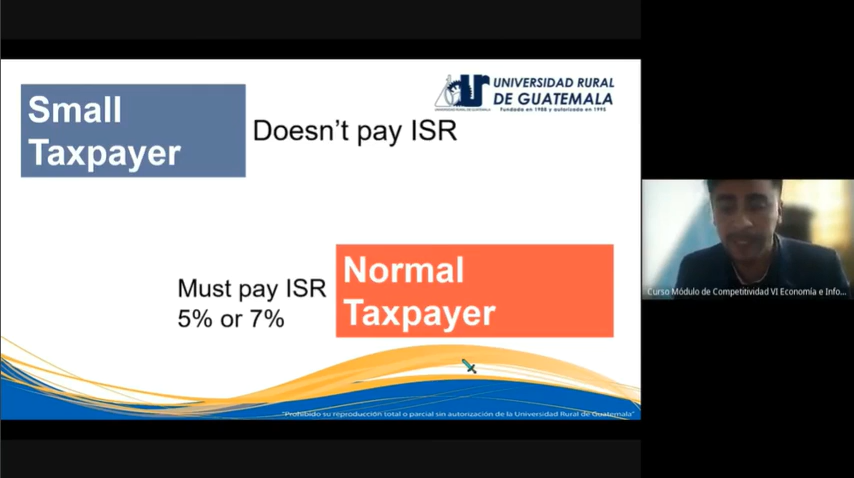 Small
Taxpayer
Doesn't pay ISR
UNIVERSIDAD RURAL
DE GUATEMALA
Fundada en 1988 y autorizada en 1995
Must pay ISR
5% or 7%
Normal
Taxpayer
"Prohibido su reproducción total o parcial sin autorización de la Universidad Rural de Guatemala"
Curso Módulo de Competitividad VI Economía e Info...